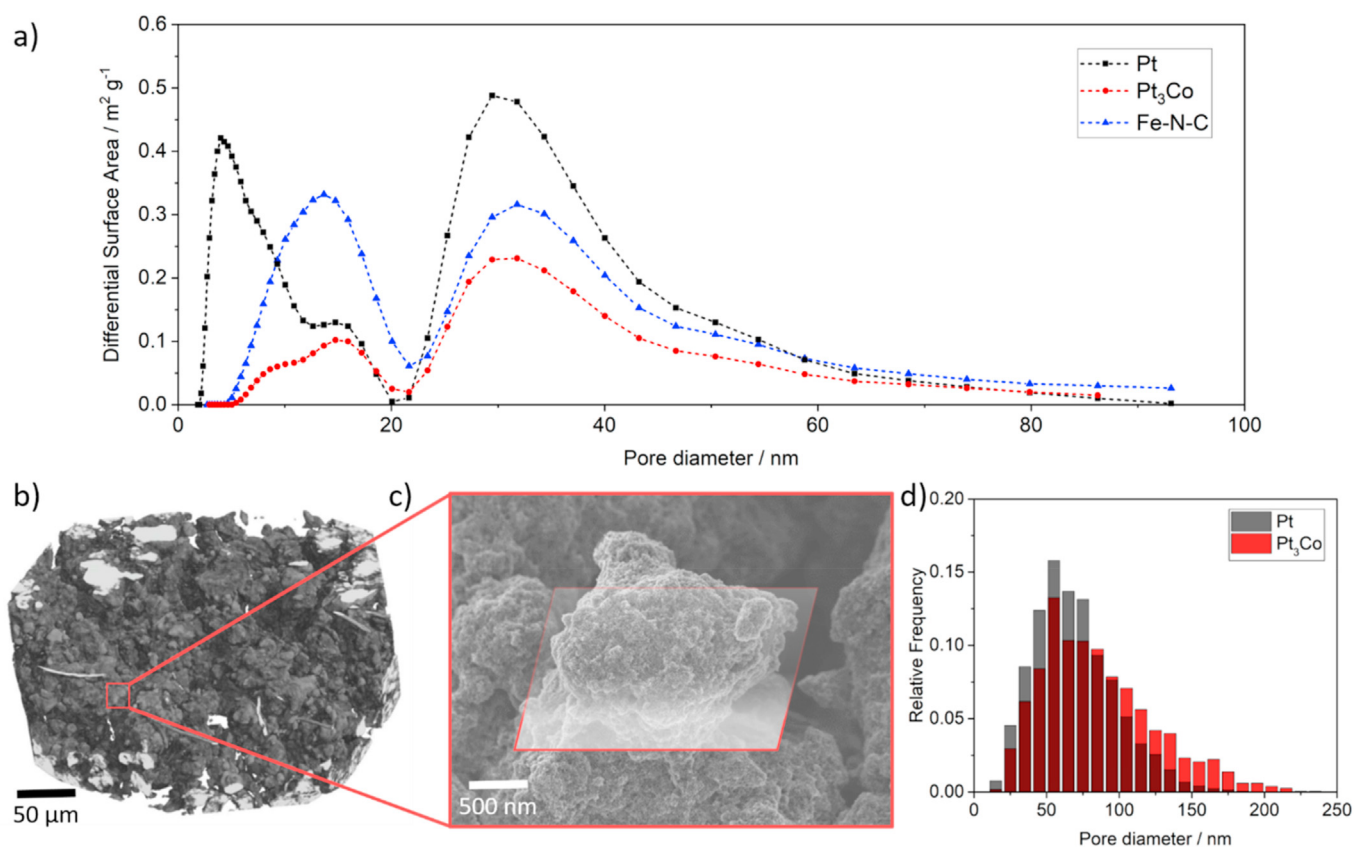 a)
Differential Surface Area / m² g⁻¹
0.6
0.5
0.4
0.3
0.2
0.1
0.0
0
20
40
60
80
100
Pore diameter / nm
Pt
Pt₃Co
Fe-N-C
b)
50 µm
c)
500 nm
d)
Relative Frequency
0.20
0.15
0.10
0.05
0.00
0
50
100
150
200
250
Pore diameter / nm
Pt
Pt₃Co